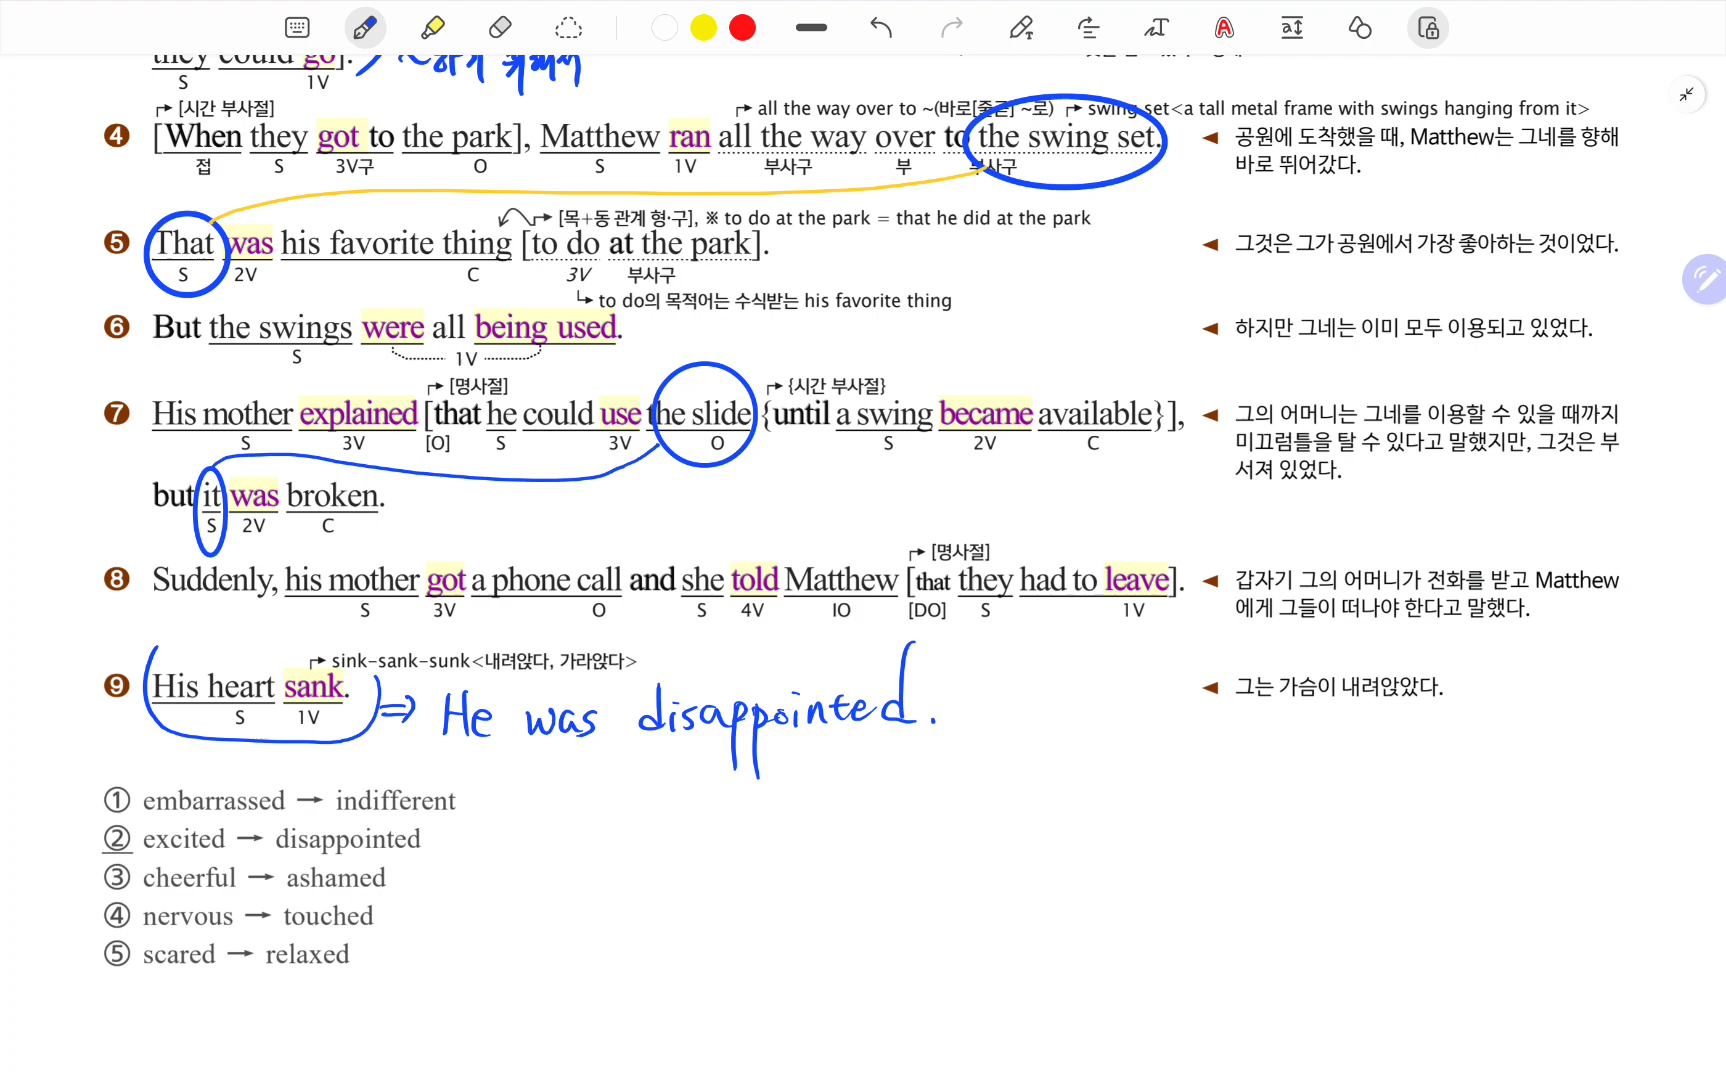 they could go].
S 1V
[시간 부사절] all the way over to ~(바로[줄곧] ~로) swing set<a tall metal frame with swings hanging from it>
❹ [When they got to the park], Matthew ran all the way over to the swing set. ◀ 공원에 도착했을 때, Matthew는 그네를 향해
접 S 3V구 O S 1V 부사구 부 부사구 바로 뛰어갔다.
[목+동 관계 형·구], ※ to do at the park = that he did at the park
❺ That was his favorite thing [to do at the park]. ◀ 그것은 그가 공원에서 가장 좋아하는 것이었다.
S 2V C 3V 부사구
to do의 목적어는 수식받는 his favorite thing
❻ But the swings were all being used. ◀ 하지만 그네는 이미 모두 이용되고 있었다.
S 1V
[명사절] {시간 부사절}
❼ His mother explained [that he could use the slide {until a swing became available}], ◀ 그의 어머니는 그네를 이용할 수 있을 때까지
S 3V [O] S 3V O S 2V C 미끄럼틀을 탈 수 있다고 말했지만, 그것은 부
서져 있었다.
but it was broken.
S 2V C
[명사절]
❽ Suddenly, his mother got a phone call and she told Matthew [that they had to leave]. ◀ 갑자기 그의 어머니가 전화를 받고 Matthew
S 3V O S 4V IO [DO] S 1V 에게 그들이 떠나야 한다고 말했다.
sink-sank-sunk<내려앉다, 가라앉다>
❾ His heart sank. ◀ 그는 가슴이 내려앉았다.
S 1V
⇒ He was disappointed.
① embarrassed → indifferent
② excited → disappointed
③ cheerful → ashamed
④ nervous → touched
⑤ scared → relaxed